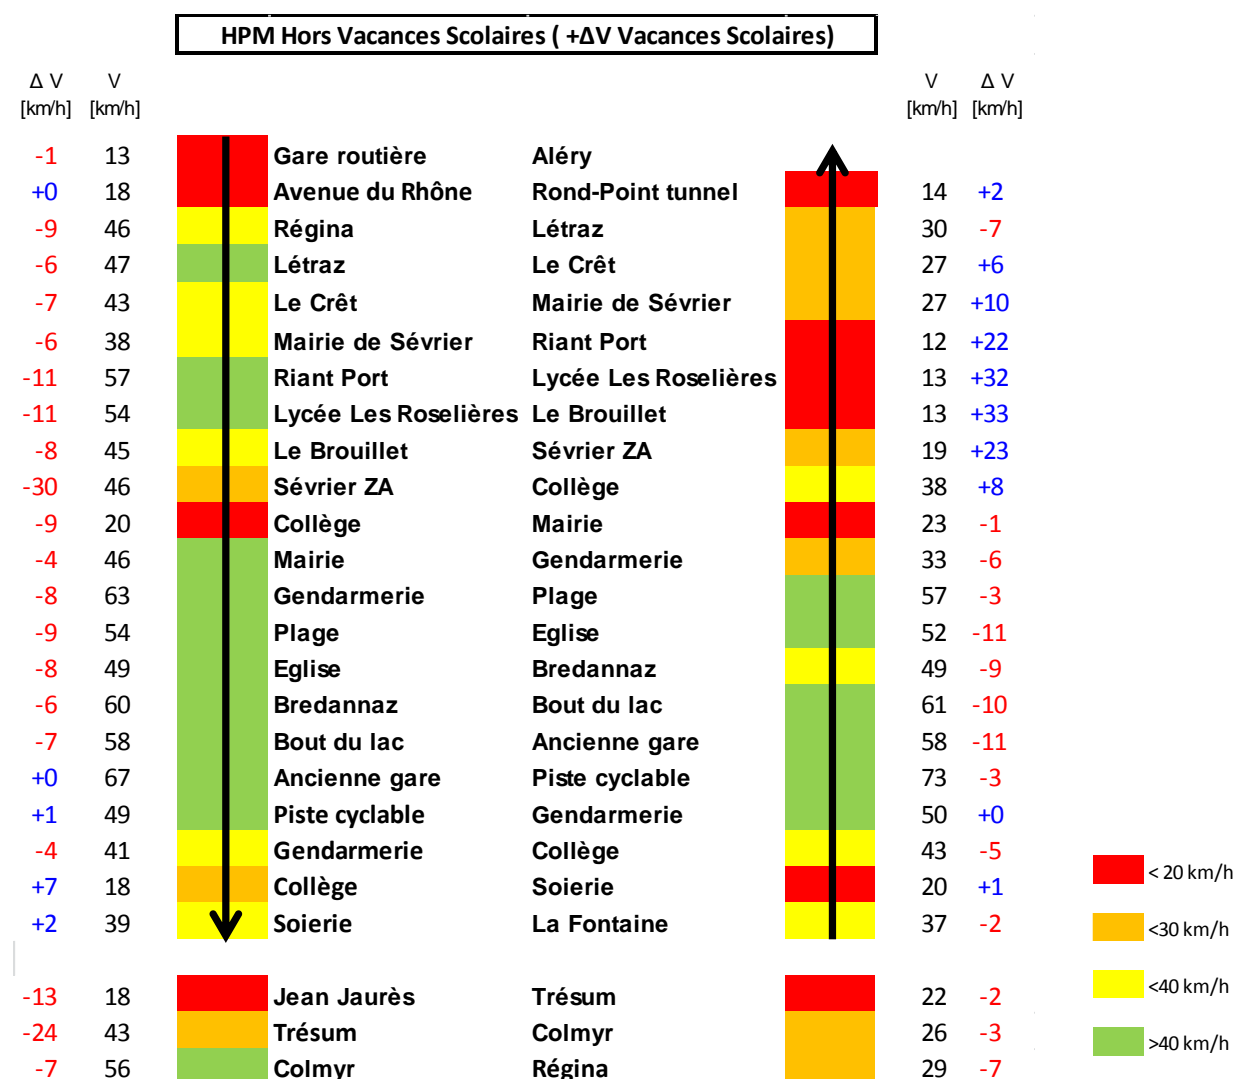 HPM Hors Vacances Scolaires ( +ΔV Vacances Scolaires)
Δ V V V Δ V
[km/h] [km/h] [km/h] [km/h]
-1 13 Gare routière Aléry
+0 18 Avenue du Rhône Rond-Point tunnel 14 +2
-9 46 Régina Létraz 30 -7
-6 47 Létraz Le Crêt 27 +6
-7 43 Le Crêt Mairie de Sévrier 27 +10
-6 38 Mairie de Sévrier Riant Port 12 +22
-11 57 Riant Port Lycée Les Roselières 13 +32
-11 54 Lycée Les Roselières Le Brouillet 13 +33
-8 45 Le Brouillet Sévrier ZA 19 +23
-30 46 Sévrier ZA Collège 38 +8
-9 20 Collège Mairie 23 -1
-4 46 Mairie Gendarmerie 33 -6
-8 63 Gendarmerie Plage 57 -3
-9 54 Plage Eglise 52 -11
-8 49 Eglise Bredannaz 49 -9
-6 60 Bredannaz Bout du lac 61 -10
-7 58 Bout du lac Ancienne gare 58 -11
+0 67 Ancienne gare Piste cyclable 73 -3
+1 49 Piste cyclable Gendarmerie 50 +0
-4 41 Gendarmerie Collège 43 -5
+7 18 Collège Soierie 20 +1
+2 39 Soierie La Fontaine 37 -2
-13 18 Jean Jaurès Trésum 22 -2
-24 43 Trésum Colmyr 26 -3
-7 56 Colmyr Régina 29 -7
< 20 km/h
<30 km/h
<40 km/h
>40 km/h